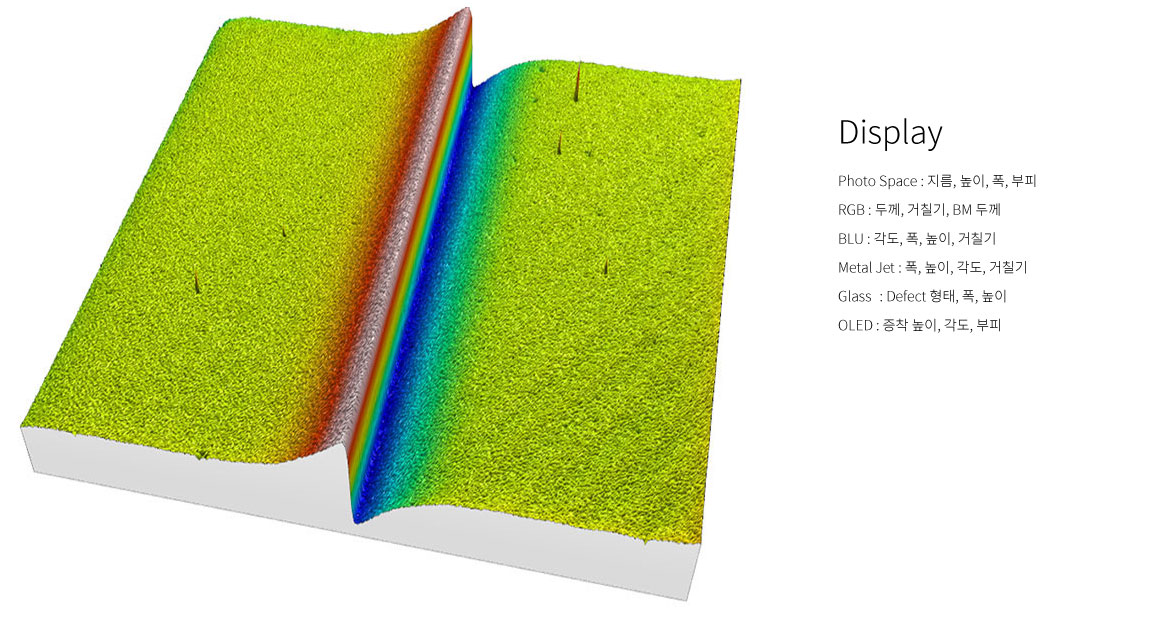 Display
Photo Space : 지름, 높이, 폭, 부피
RGB : 두께, 거칠기, BM 두께
BLU : 각도, 폭, 높이, 거칠기
Metal Jet : 폭, 높이, 각도, 거칠기
Glass : Defect 형태, 폭, 높이
OLED : 증착 높이, 각도, 부피